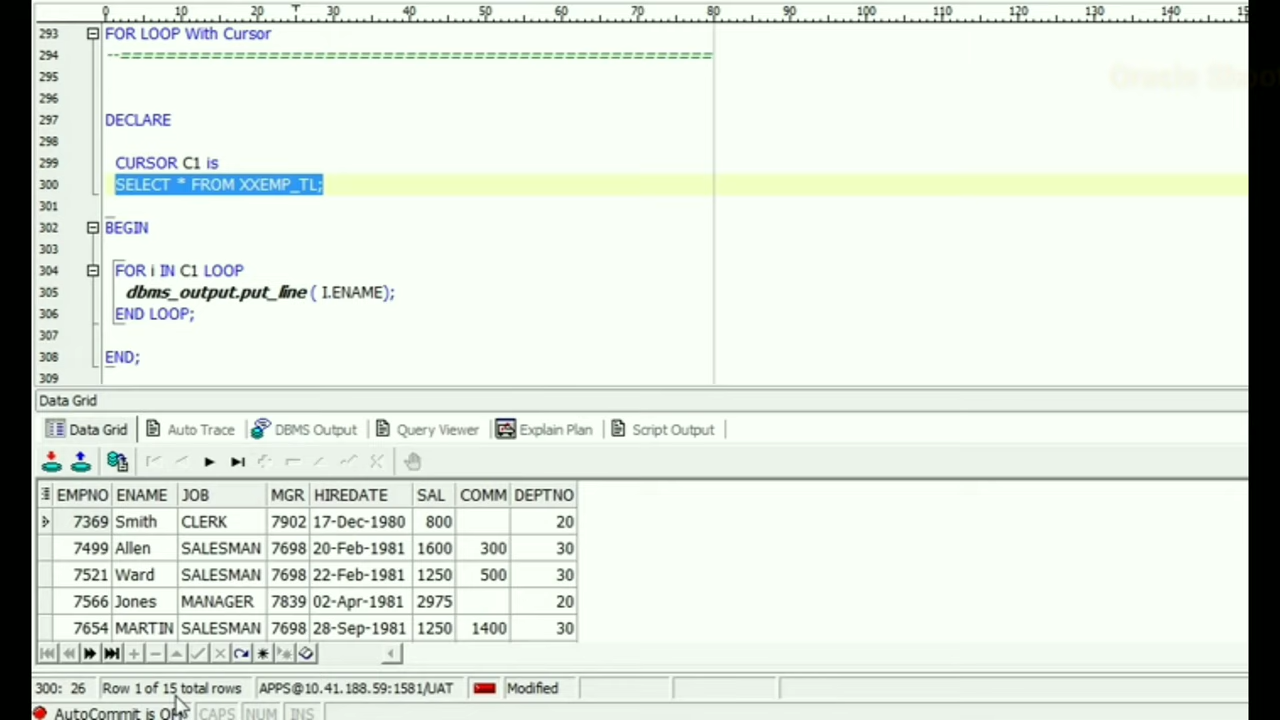 0 10 20 30 40 50 60 70 80 90 100 110 120 130 140
293 FOR LOOP With Cursor
294 --====================================================
295
296
297 DECLARE
298
299 CURSOR C1 is
300 SELECT * FROM XXEMP_TL;
301
302 BEGIN
303
304 FOR i IN C1 LOOP
305 dbms_output.put_line ( I.ENAME);
306 END LOOP;
307
308 END;
309
Data Grid
Data Grid Auto Trace DBMS Output Query Viewer Explain Plan Script Output
EMPNO ENAME JOB MGR HIREDATE SAL COMM DEPTNO
7369 Smith CLERK 7902 17-Dec-1980 800 20
7499 Allen SALESMAN 7698 20-Feb-1981 1600 300 30
7521 Ward SALESMAN 7698 22-Feb-1981 1250 500 30
7566 Jones MANAGER 7839 02-Apr-1981 2975 20
7654 MARTIN SALESMAN 7698 28-Sep-1981 1250 1400 30
300: 26 Row 1 of 15 total rows APPS@10.41.188.59:1581/UAT Modified
AutoCommit is CAPS NUM INS